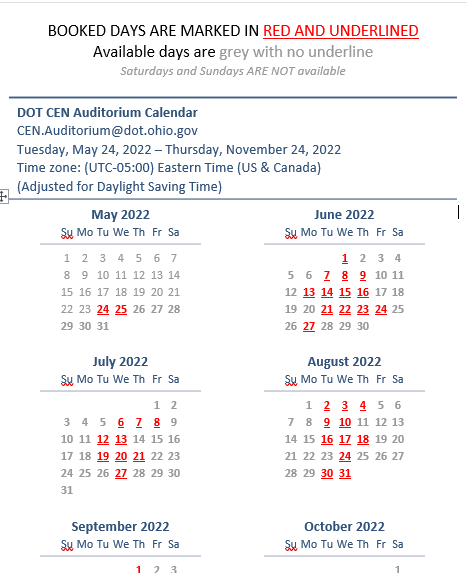 BOOKED DAYS ARE MARKED IN RED AND UNDERLINED
Available days are grey with no underline
Saturdays and Sundays ARE NOT available
DOT CEN Auditorium Calendar
CEN.Auditorium@dot.ohio.gov
Tuesday, May 24, 2022 – Thursday, November 24, 2022
Time zone: (UTC-05:00) Eastern Time (US & Canada)
(Adjusted for Daylight Saving Time)
May 2022
Su Mo Tu We Th Fr Sa
1 2 3 4 5 6 7
8 9 10 11 12 13 14
15 16 17 18 19 20 21
22 23 24 25 26 27 28
29 30 31
June 2022
Su Mo Tu We Th Fr Sa
1 2 3 4
5 6 7 8 9 10 11
12 13 14 15 16 17 18
19 20 21 22 23 24 25
26 27 28 29 30
July 2022
Su Mo Tu We Th Fr Sa
1 2
3 4 5 6 7 8 9
10 11 12 13 14 15 16
17 18 19 20 21 22 23
24 25 26 27 28 29 30
31
August 2022
Su Mo Tu We Th Fr Sa
1 2 3 4 5 6
7 8 9 10 11 12 13
14 15 16 17 18 19 20
21 22 23 24 25 26 27
28 29 30 31
September 2022
Su Mo Tu We Th Fr Sa
1 2 3
October 2022
Su Mo Tu We Th Fr Sa
1